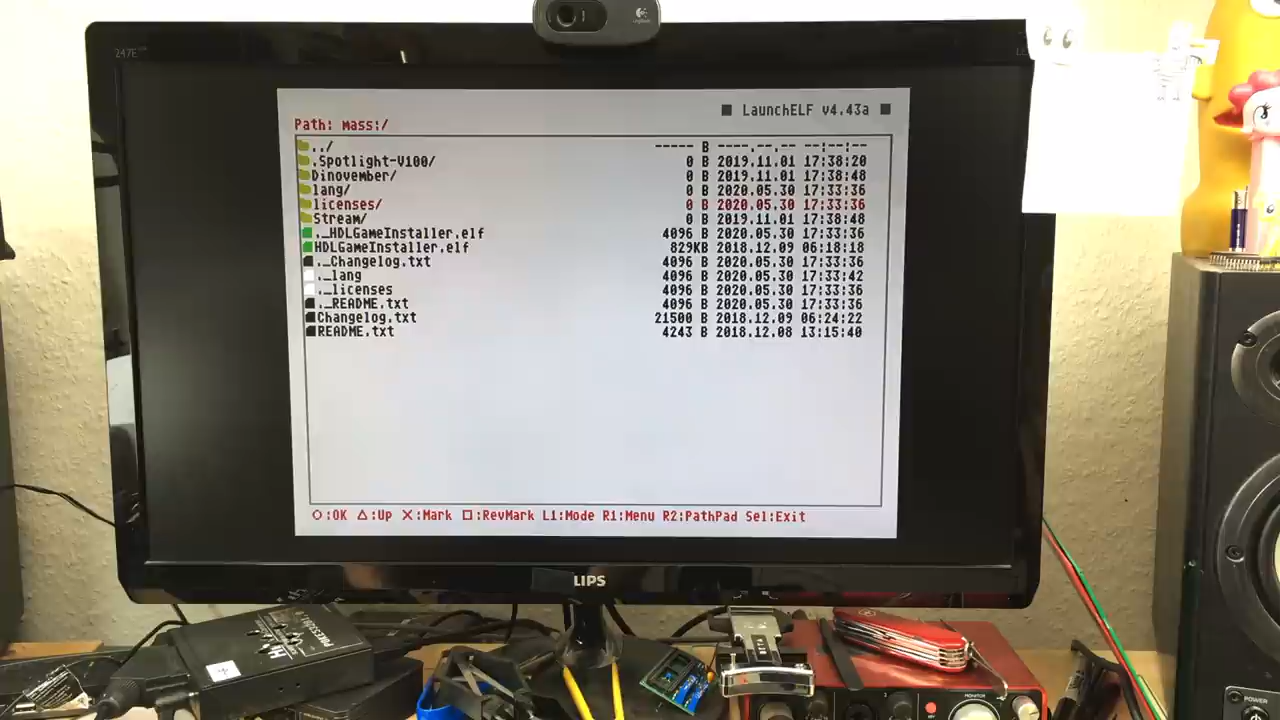 247E
Logitech
■ LaunchELF v4.43a ■
Path: mass:/
../ ----- B ----.--.-- --:--:--
.Spotlight-V100/ 0 B 2019.11.01 17:38:20
Dinovember/ 0 B 2019.11.01 17:38:48
lang/ 0 B 2020.05.30 17:33:36
licenses/ 0 B 2020.05.30 17:33:36
Stream/ 0 B 2019.11.01 17:38:48
._HDLGameInstaller.elf 4096 B 2020.05.30 17:33:36
HDLGameInstaller.elf 829KB 2018.12.09 06:18:18
._Changelog.txt 4096 B 2020.05.30 17:33:36
._lang 4096 B 2020.05.30 17:33:42
._licenses 4096 B 2020.05.30 17:33:36
._README.txt 4096 B 2020.05.30 17:33:36
Changelog.txt 21500 B 2018.12.09 06:24:22
README.txt 4243 B 2018.12.08 13:15:40
○:OK △:Up X:Mark □:RevMark L1:Mode R1:Menu R2:PathPad Sel:Exit
LIPS
MONITOR
POWER